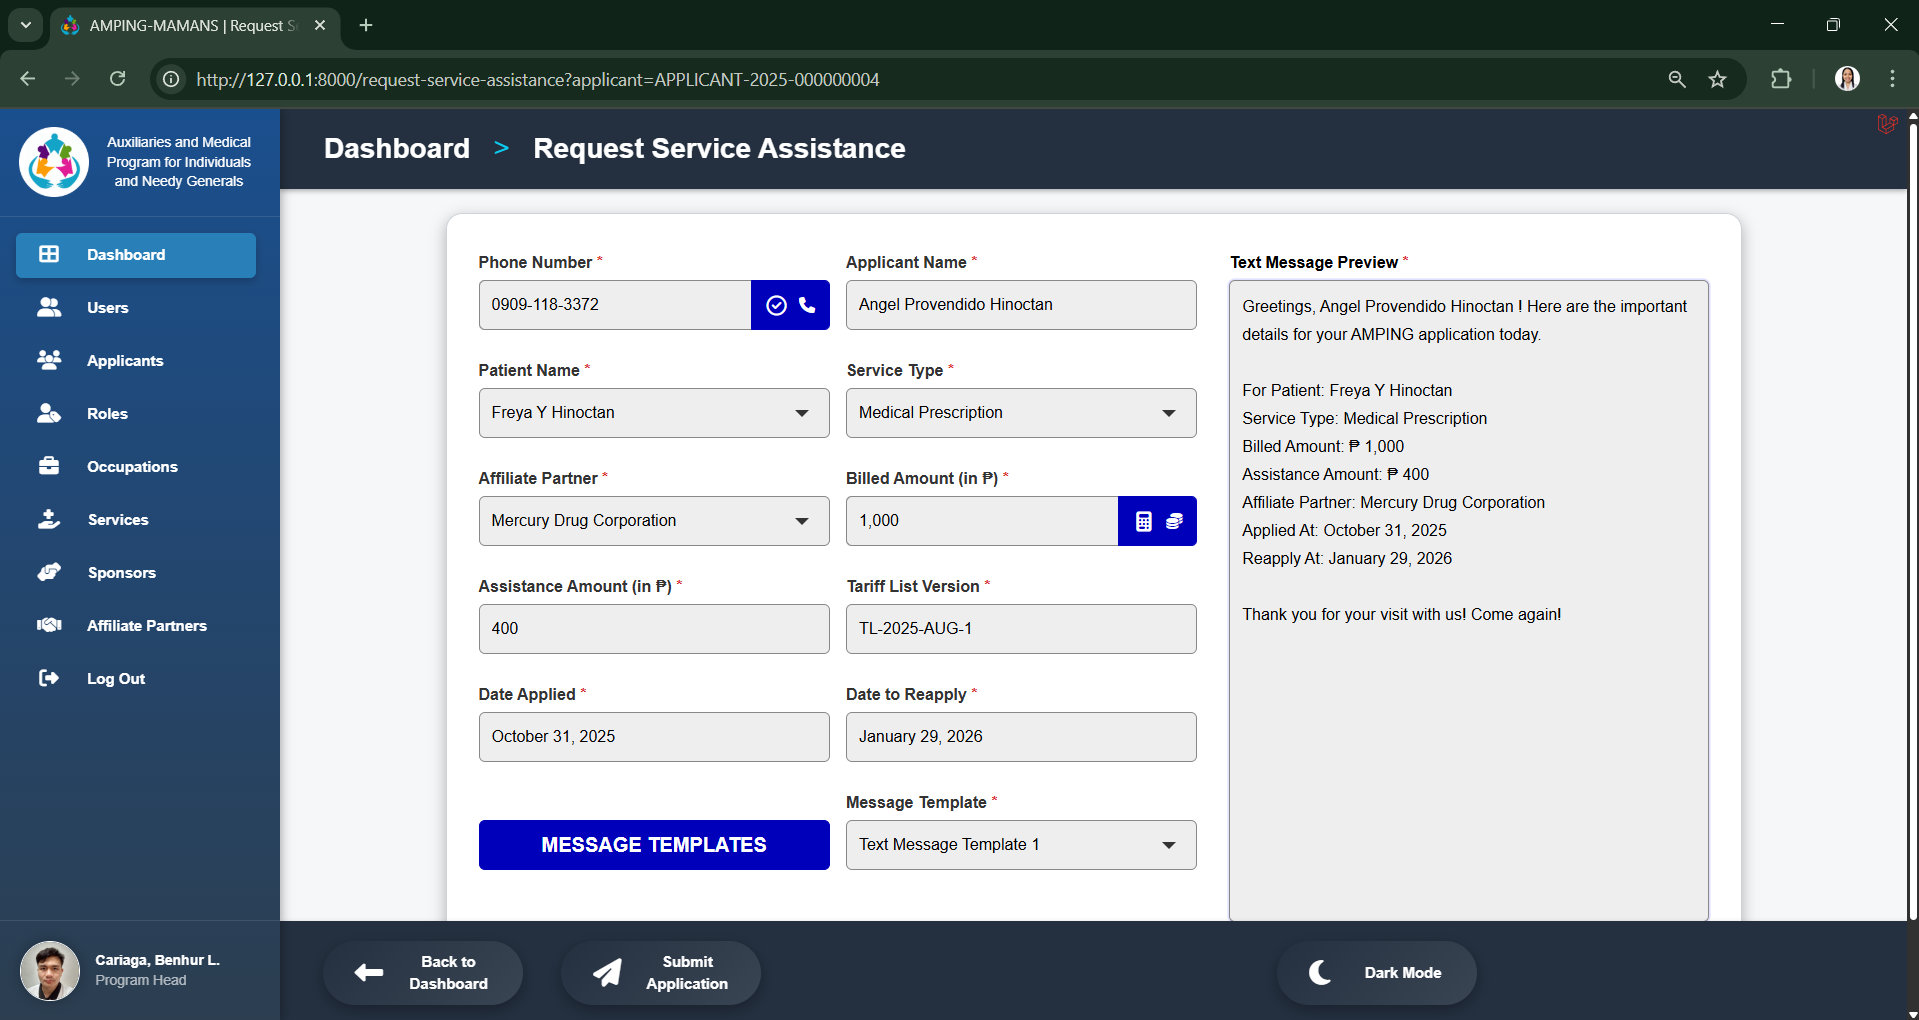 AMPING-MAMANS | Request S
http://127.0.0.1:8000/request-service-assistance?applicant=APPLICANT-2025-000000004
Auxiliaries and Medical
Program for Individuals
and Needy Generals
Dashboard
Users
Applicants
Roles
Occupations
Services
Sponsors
Affiliate Partners
Log Out
Cariaga, Benhur L.
Program Head
Dashboard > Request Service Assistance
Phone Number *
0909-118-3372
Applicant Name *
Angel Provendido Hinoctan
Patient Name *
Freya Y Hinoctan
Service Type *
Medical Prescription
Affiliate Partner *
Mercury Drug Corporation
Billed Amount (in ₱) *
1,000
Assistance Amount (in ₱) *
400
Tariff List Version *
TL-2025-AUG-1
Date Applied *
October 31, 2025
Date to Reapply *
January 29, 2026
MESSAGE TEMPLATES
Message Template *
Text Message Template 1
Text Message Preview *
Greetings, Angel Provendido Hinoctan ! Here are the important
details for your AMPING application today.
For Patient: Freya Y Hinoctan
Service Type: Medical Prescription
Billed Amount: ₱ 1,000
Assistance Amount: ₱ 400
Affiliate Partner: Mercury Drug Corporation
Applied At: October 31, 2025
Reapply At: January 29, 2026
Thank you for your visit with us! Come again!
Back to
Dashboard
Submit
Application
Dark Mode